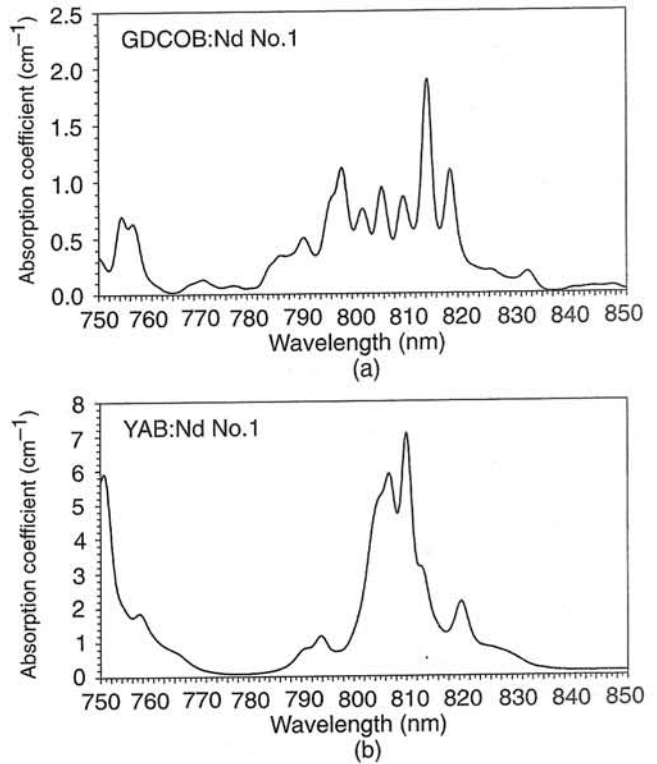 2.5
GDCOB:Nd No.1
2.0
1.5
1.0
0.5
0.0
Absorption coefficient (cm⁻¹)
750 760 770 780 790 800 810 820 830 840 850
Wavelength (nm)
(a)
8
YAB:Nd No.1
7
6
5
4
3
2
1
0
Absorption coefficient (cm⁻¹)
750 760 770 780 790 800 810 820 830 840 850
Wavelength (nm)
(b)